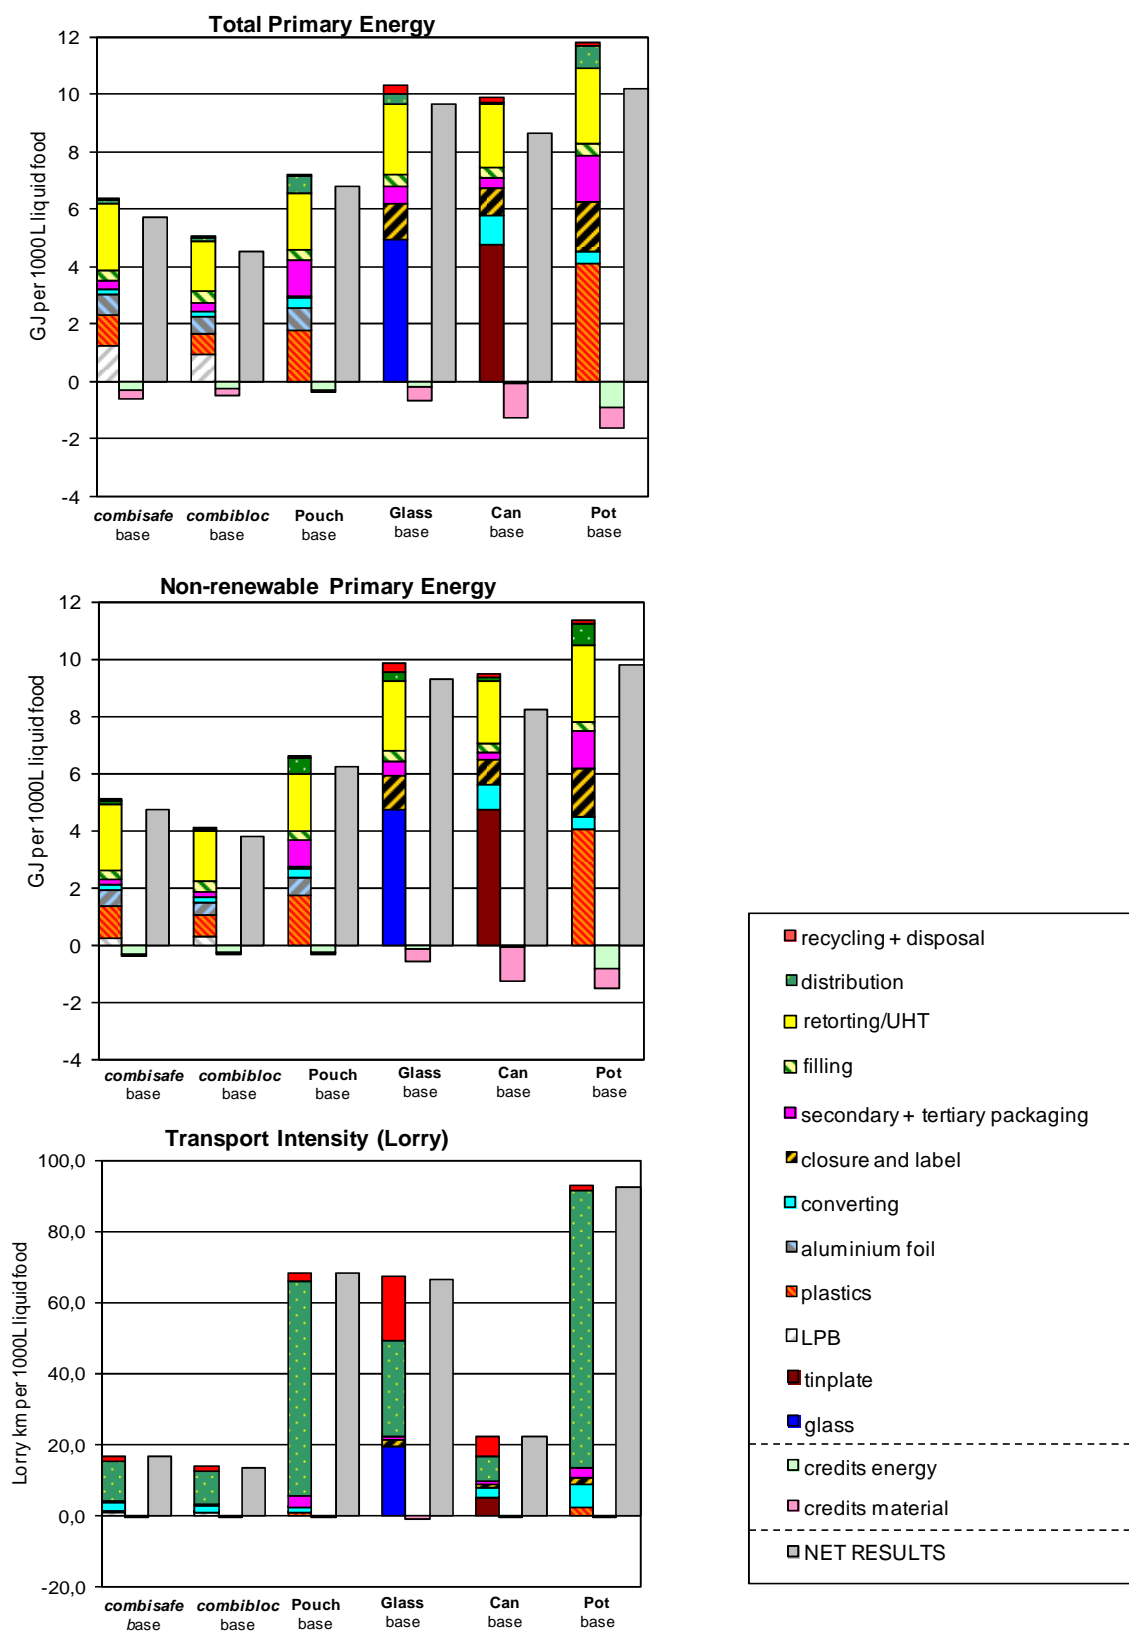 Total Primary Energy
12
10
8
6
4
2
0
-2
-4
GJ per 1000L liquid food
combisafe combibloc Pouch Glass Can Pot
base base base base base base
Non-renewable Primary Energy
12
10
8
6
4
2
0
-2
-4
GJ per 1000L liquid food
combisafe combibloc Pouch Glass Can Pot
base base base base base base
Transport Intensity (Lorry)
100,0
80,0
60,0
40,0
20,0
0,0
-20,0
Lorry km per 1000L liquid food
combisafe combibloc Pouch Glass Can Pot
base base base base base base
recycling + disposal
distribution
retorting/UHT
filling
secondary + tertiary packaging
closure and label
converting
aluminium foil
plastics
LPB
tinplate
glass
credits energy
credits material
NET RESULTS